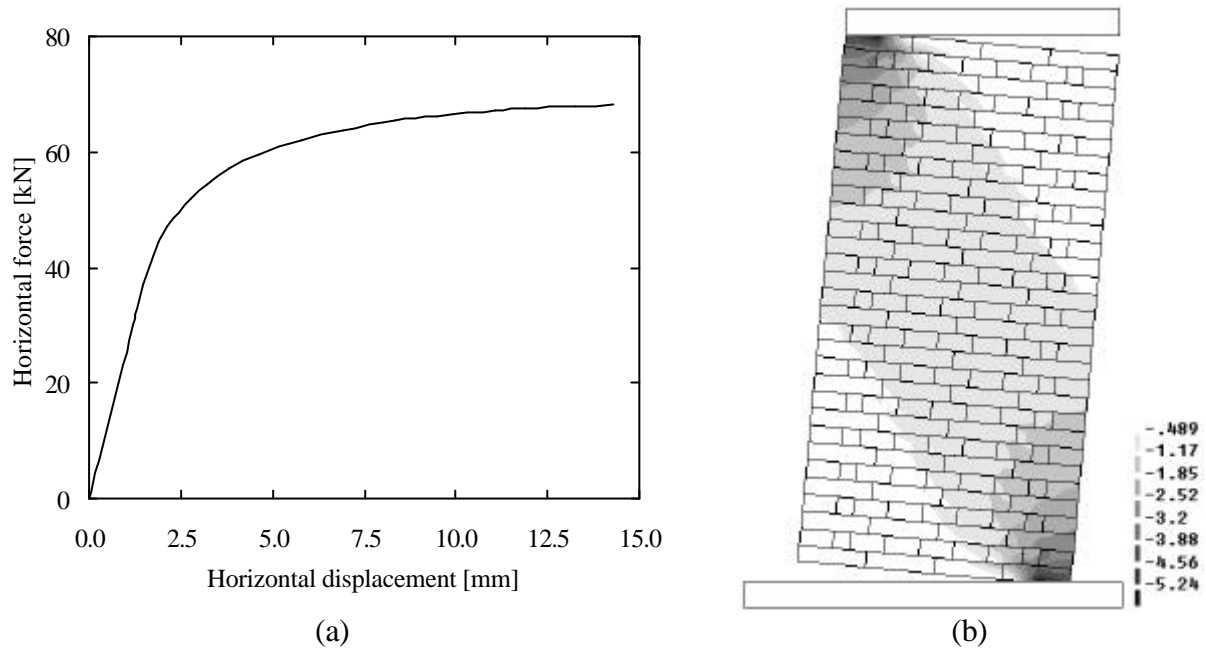 80
60
40
20
0
Horizontal force [kN]
0.0 2.5 5.0 7.5 10.0 12.5 15.0
Horizontal displacement [mm]
(a)
-.489
-1.17
-1.85
-2.52
-3.2
-3.88
-4.56
-5.24
(b)